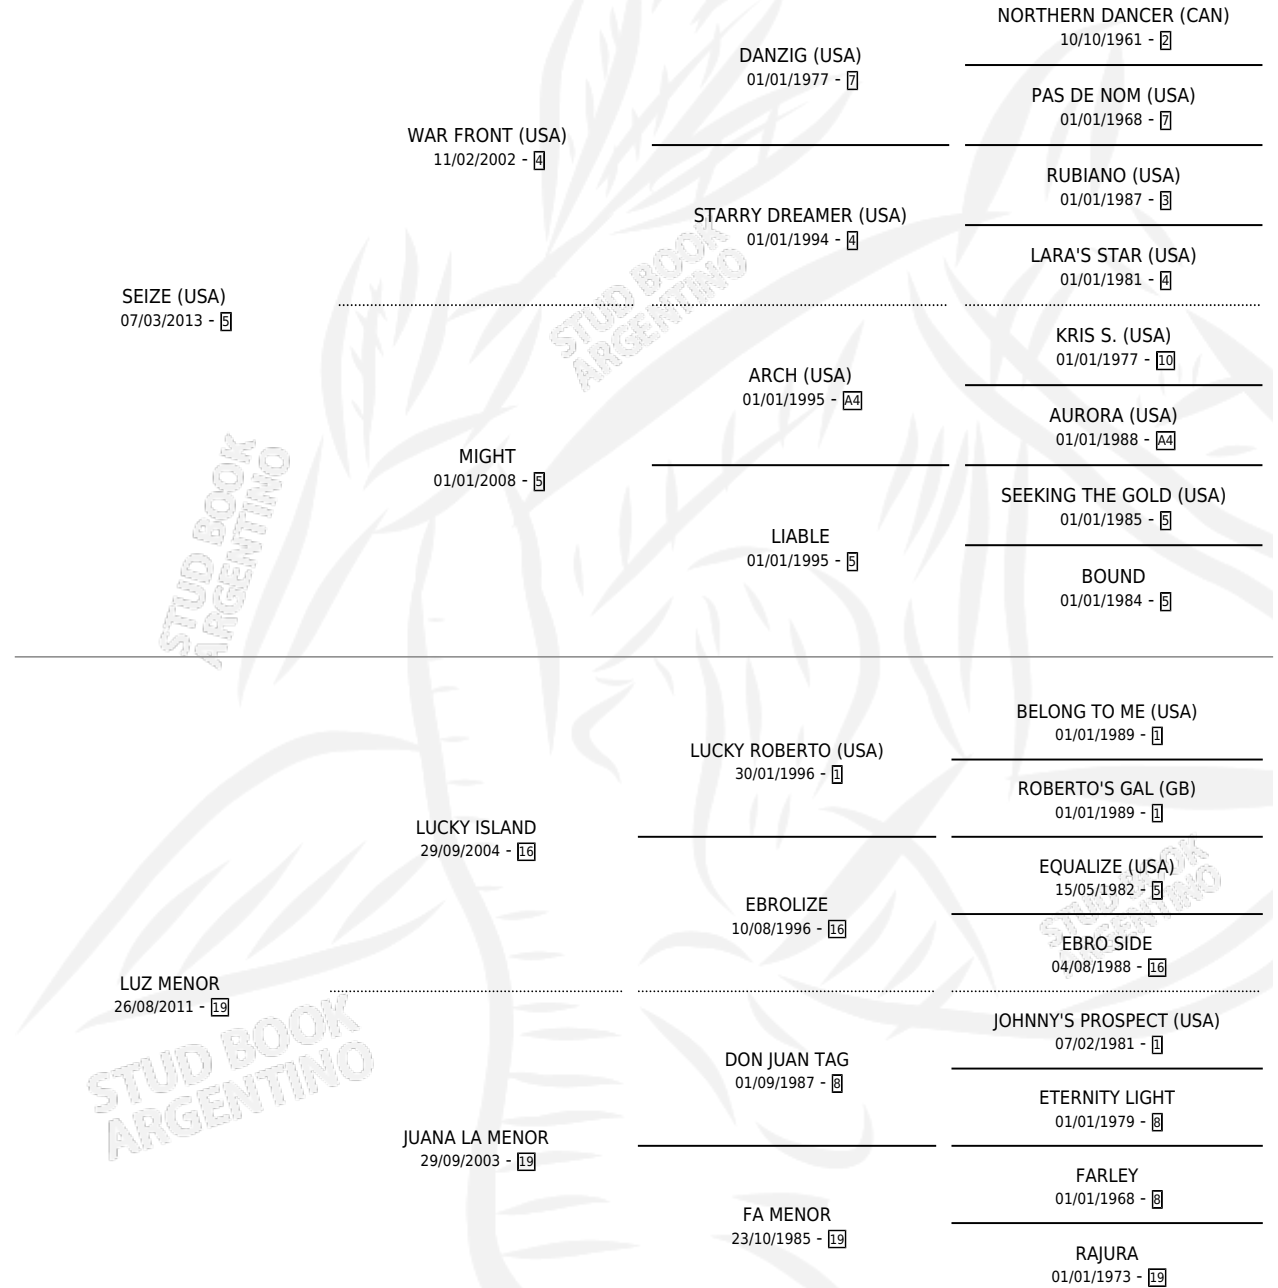 NORTHERN DANCER (CAN)
10/10/1961 - 2
DANZIG (USA)
01/01/1977 - 7
PAS DE NOM (USA)
01/01/1968 - 7
WAR FRONT (USA)
11/02/2002 - 4
RUBIANO (USA)
01/01/1987 - 3
STARRY DREAMER (USA)
01/01/1994 - 4
LARA'S STAR (USA)
01/01/1981 - 4
SEIZE (USA)
07/03/2013 - 5
KRIS S. (USA)
01/01/1977 - 10
ARCH (USA)
01/01/1995 - A4
AURORA (USA)
01/01/1988 - A4
MIGHT
01/01/2008 - 5
SEEKING THE GOLD (USA)
01/01/1985 - 5
LIABLE
01/01/1995 - 5
BOUND
01/01/1984 - 5
BELONG TO ME (USA)
01/01/1989 - 1
LUCKY ROBERTO (USA)
30/01/1996 - 1
ROBERTO'S GAL (GB)
01/01/1989 - 1
LUCKY ISLAND
29/09/2004 - 16
EQUALIZE (USA)
15/05/1982 - 5
EBROLIZE
10/08/1996 - 16
EBRO SIDE
04/08/1988 - 16
LUZ MENOR
26/08/2011 - 19
JOHNNY'S PROSPECT (USA)
07/02/1981 - 1
DON JUAN TAG
01/09/1987 - 8
ETERNITY LIGHT
01/01/1979 - 8
JUANA LA MENOR
29/09/2003 - 19
FARLEY
01/01/1968 - 8
FA MENOR
23/10/1985 - 19
RAJURA
01/01/1973 - 19
STUD BOOK
ARGENTINO
STUD BOOK
ARGENTINO
STUD BOOK
ARGENTINO
STUD BOOK
ARGENTINO